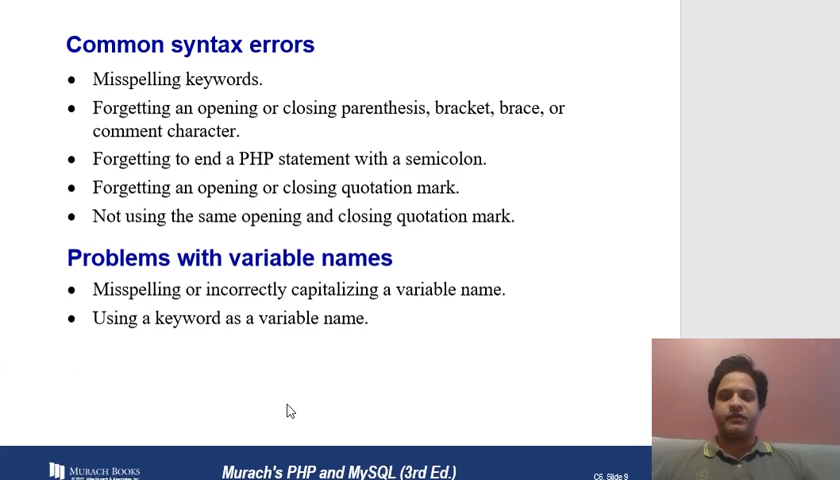 Common syntax errors
• Misspelling keywords.
• Forgetting an opening or closing parenthesis, bracket, brace, or
comment character.
• Forgetting to end a PHP statement with a semicolon.
• Forgetting an opening or closing quotation mark.
• Not using the same opening and closing quotation mark.
Problems with variable names
• Misspelling or incorrectly capitalizing a variable name.
• Using a keyword as a variable name.
MURACH BOOKS
Murach's PHP and MySQL (3rd Ed.)
C6, Slide 9